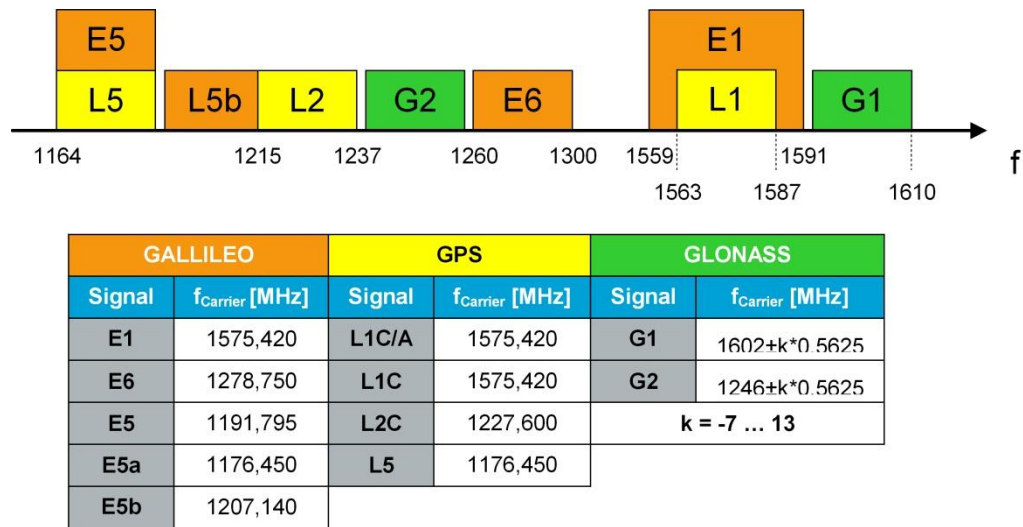 E5 E1
L5 L5b L2 G2 E6 L1 G1
1164 1215 1237 1260 1300 1559 1591 f
1563 1587 1610
GALLILEO GPS GLONASS
Signal fCarrier [MHz] Signal fCarrier [MHz] Signal fCarrier [MHz]
E1 1575,420 L1C/A 1575,420 G1 1602±k*0.5625
E6 1278,750 L1C 1575,420 G2 1246±k*0.5625
E5 1191,795 L2C 1227,600 k = -7 ... 13
E5a 1176,450 L5 1176,450
E5b 1207,140